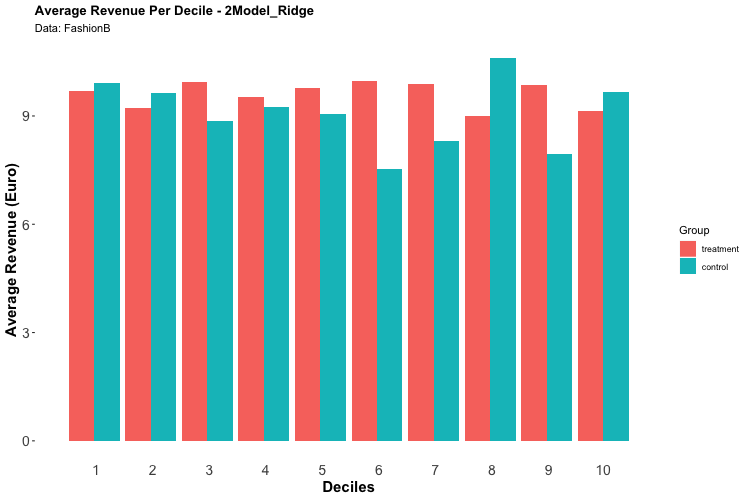 Average Revenue Per Decile - 2Model_Ridge
Data: FashionB
Average Revenue (Euro)
9
6
3
0
1 2 3 4 5 6 7 8 9 10
Deciles
Group
treatment
control